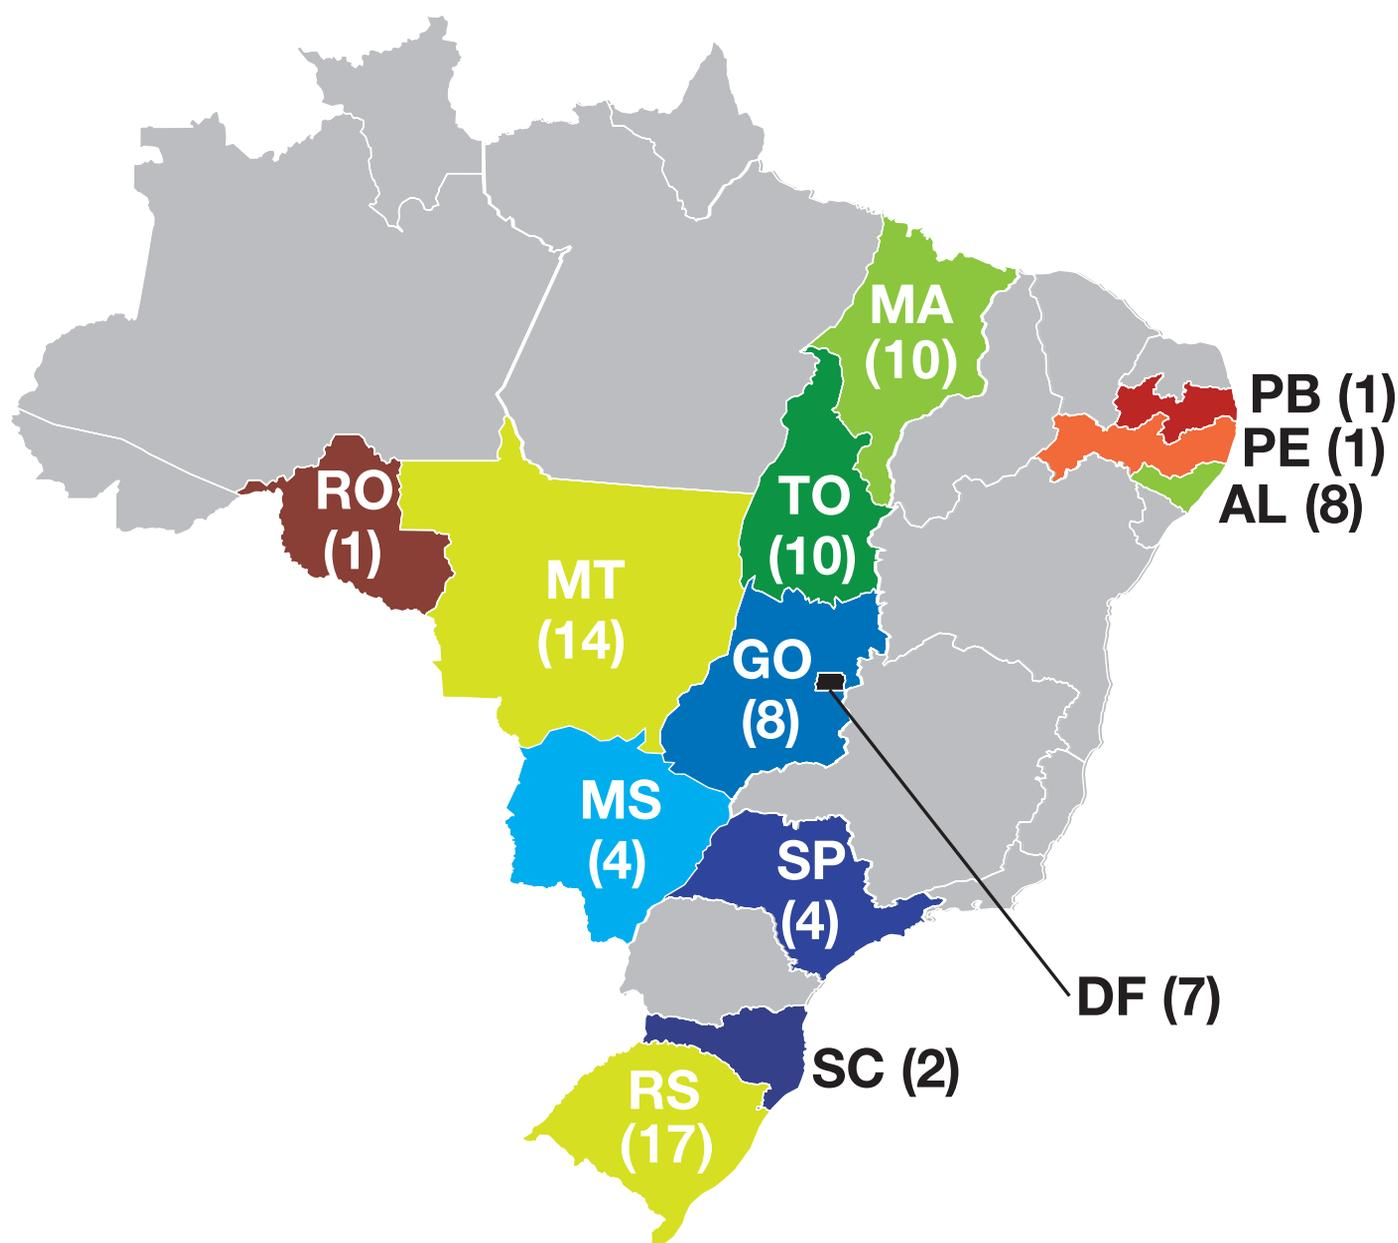 MA
(10)
PB (1)
PE (1)
AL (8)
RO
(1)
TO
(10)
MT
(14)
GO
(8)
MS
(4)
SP
(4)
DF (7)
SC (2)
RS
(17)